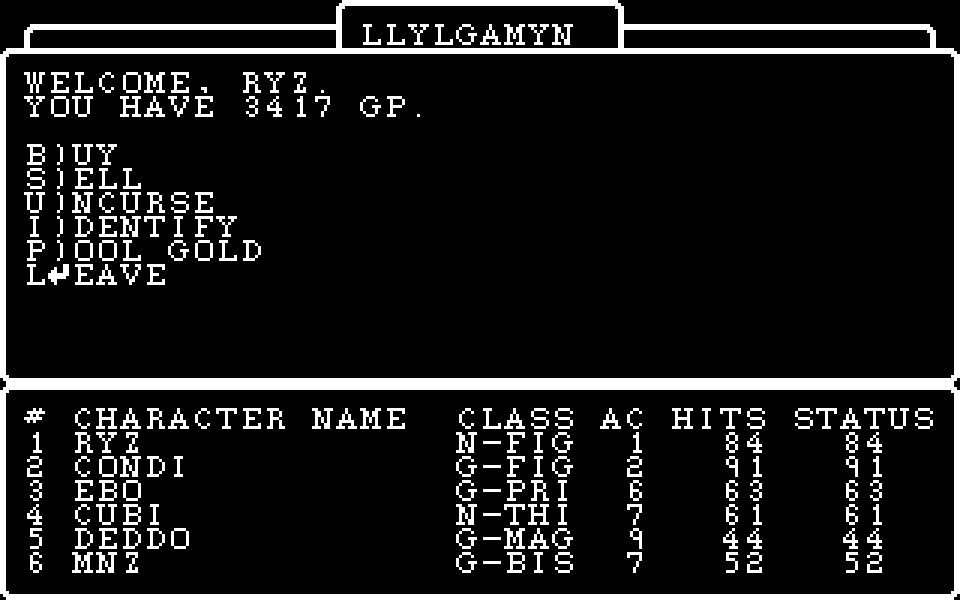 LLYLGAMYN
WELCOME, RYZ.
YOU HAVE 3417 GP.
B)UY
S)ELL
U)NCURSE
I)DENTIFY
P)OOL GOLD
L↵EAVE
# CHARACTER NAME CLASS AC HITS STATUS
1 RYZ N-FIG 1 84 84
2 CONDI G-FIG 2 91 91
3 EBO G-PRI 6 63 63
4 CUBI N-THI 7 61 61
5 DEDDO G-MAG 9 44 44
6 MNZ G-BIS 7 52 52